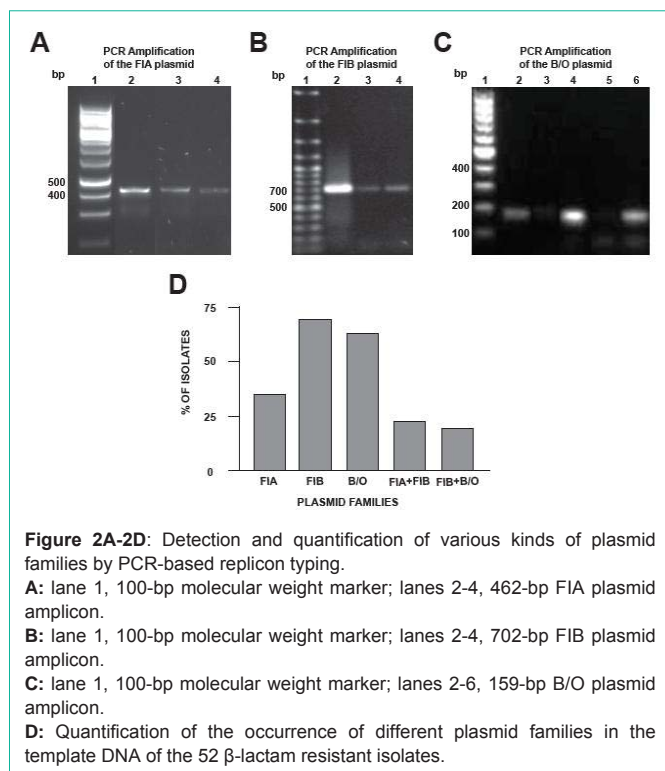 A
PCR Amplification
of the FIA plasmid
bp
1 2 3 4
500
400
B
PCR Amplification
of the FIB plasmid
bp
1 2 3 4
700
500
C
PCR Amplification
of the B/O plasmid
bp
1 2 3 4 5 6
400
200
100
D
75
50
25
0
% OF ISOLATES
FIA FIB B/O FIA+FIB FIB+B/O
PLASMID FAMILIES
Figure 2A-2D: Detection and quantification of various kinds of plasmid
families by PCR-based replicon typing.
A: lane 1, 100-bp molecular weight marker; lanes 2-4, 462-bp FIA plasmid
amplicon.
B: lane 1, 100-bp molecular weight marker; lanes 2-4, 702-bp FIB plasmid
amplicon.
C: lane 1, 100-bp molecular weight marker; lanes 2-6, 159-bp B/O plasmid
amplicon.
D: Quantification of the occurrence of different plasmid families in the
template DNA of the 52 β-lactam resistant isolates.